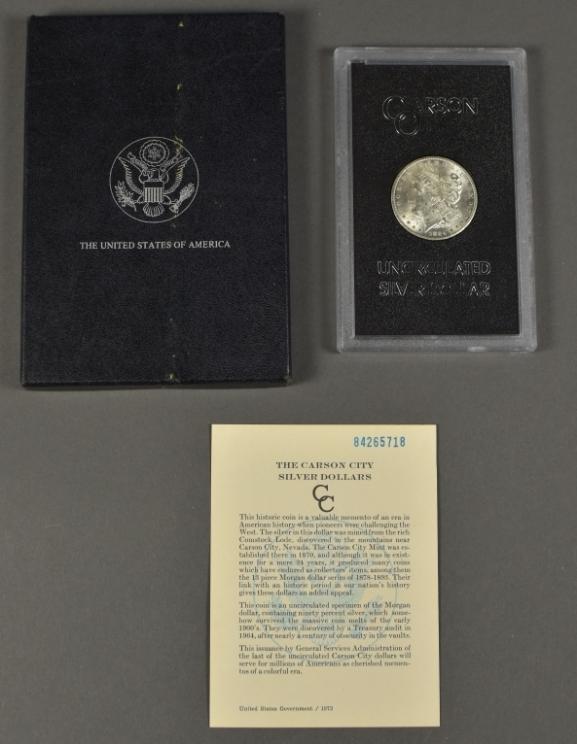 THE UNITED STATES OF AMERICA
CARSON
UNCIRCULATED
SILVER DOLLAR
84265718
THE CARSON CITY
SILVER DOLLARS
CC
This historic coin is a valuable memento of an era in
American history when pioneers were challenging the
West. The silver in this dollar was mined from the rich
Comstock Lode, discovered in the mountains near
Carson City, Nevada. The Carson City Mint was es-
tablished there in 1870, and although it was in exist-
ence for a mere 24 years, it produced many coins
which have endured as collectors' items, among them
the 13 piece Morgan dollar series of 1878-1893. Their
link with an historic period in our nation's history
gives these dollars an added appeal.
This coin is an uncirculated specimen of the Morgan
dollar, containing ninety percent silver, which some-
how survived the massive coin melts of the early
1900's. They were discovered by a Treasury audit in
1964, after nearly a century of obscurity in the vaults.
This issuance by General Services Administration of
the last of the uncirculated Carson City dollars will
serve for millions of Americans as cherished memen-
tos of a colorful era.
United States Government / 1972